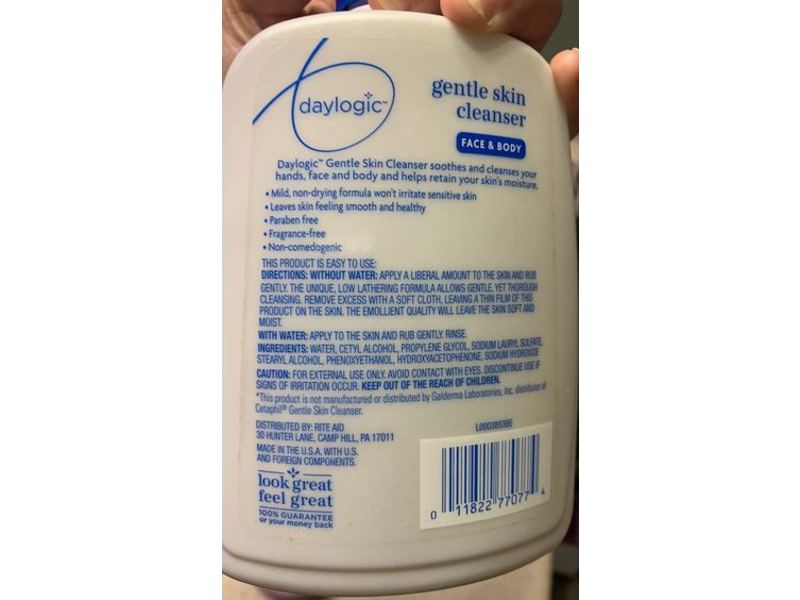 daylogic™
gentle skin
cleanser
FACE & BODY
Daylogic™ Gentle Skin Cleanser soothes and cleanses your
hands, face and body and helps retain your skin's moisture.
• Mild, non-drying formula won't irritate sensitive skin
• Leaves skin feeling smooth and healthy
• Paraben free
• Fragrance-free
• Non-comedogenic
THIS PRODUCT IS EASY TO USE:
DIRECTIONS: WITHOUT WATER: APPLY A LIBERAL AMOUNT TO THE SKIN AND RUB
GENTLY. THE UNIQUE, LOW LATHERING FORMULA ALLOWS GENTLE, YET THOROUGH
CLEANSING. REMOVE EXCESS WITH A SOFT CLOTH, LEAVING A THIN FILM OF THIS
PRODUCT ON THE SKIN. THE EMOLLIENT QUALITY WILL LEAVE THE SKIN SOFT AND
MOIST.
WITH WATER: APPLY TO THE SKIN AND RUB GENTLY. RINSE.
INGREDIENTS: WATER, CETYL ALCOHOL, PROPYLENE GLYCOL, SODIUM LAURYL SULFATE,
STEARYL ALCOHOL, PHENOXYETHANOL, HYDROXYACETOPHENONE, SODIUM HYDROXIDE
CAUTION: FOR EXTERNAL USE ONLY. AVOID CONTACT WITH EYES. DISCONTINUE USE IF
SIGNS OF IRRITATION OCCUR. KEEP OUT OF THE REACH OF CHILDREN.
*This product is not manufactured or distributed by Galderma Laboratories, Inc. distributor of
Cetaphil® Gentle Skin Cleanser.
DISTRIBUTED BY: RITE AID
30 HUNTER LANE, CAMP HILL, PA 17011
MADE IN THE U.S.A. WITH U.S.
AND FOREIGN COMPONENTS.
L0003853BE
look great
feel great
100% GUARANTEE
or your money back
0 11822 77077 4